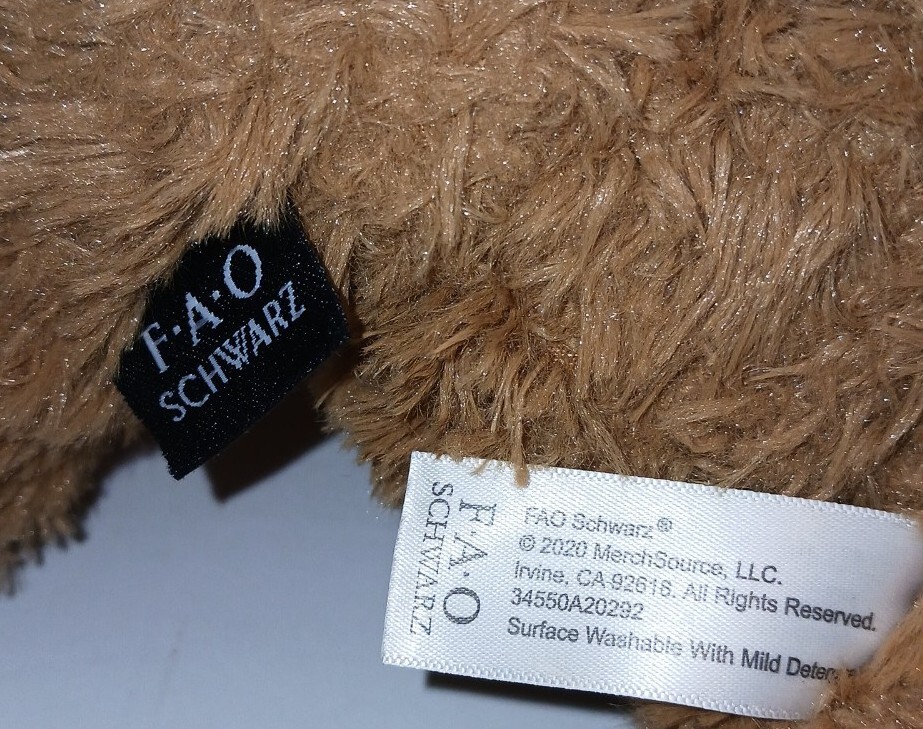 F·A·O
SCHWARZ
F·A·O
SCHWARZ
FAO Schwarz®
© 2020 MerchSource, LLC.
Irvine, CA 92618. All Rights Reserved.
34550A20292
Surface Washable With Mild